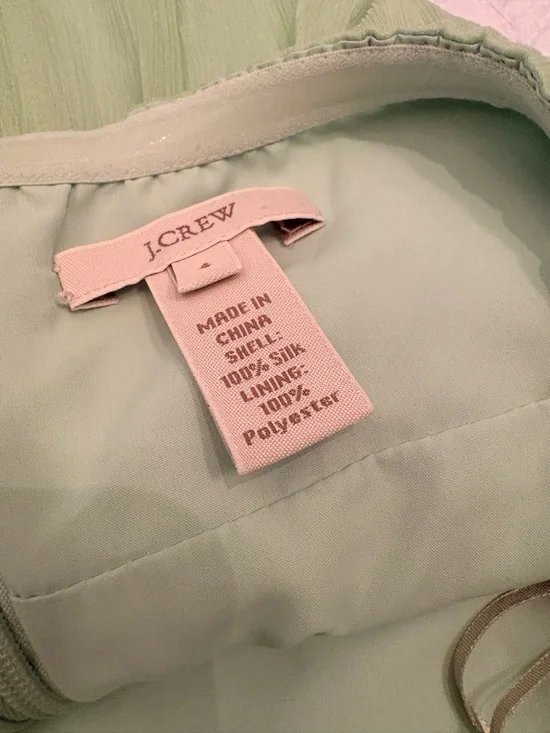 J.CREW
4
MADE IN
CHINA
SHELL:
100% Silk
LINING:
100%
Polyester